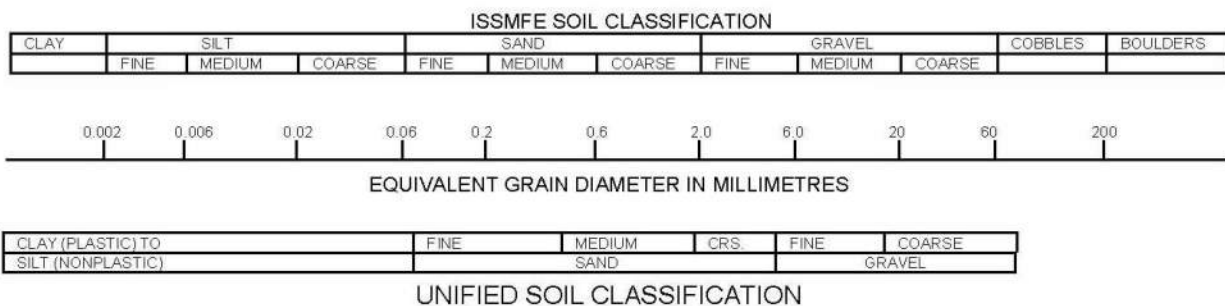 ISSMFE SOIL CLASSIFICATION
CLAY SILT SAND GRAVEL COBBLES BOULDERS
FINE MEDIUM COARSE FINE MEDIUM COARSE FINE MEDIUM COARSE
0.002 0.006 0.02 0.06 0.2 0.6 2.0 6.0 20 60 200
EQUIVALENT GRAIN DIAMETER IN MILLIMETRES
CLAY (PLASTIC) TO FINE MEDIUM CRS. FINE COARSE
SILT (NONPLASTIC) SAND GRAVEL
UNIFIED SOIL CLASSIFICATION